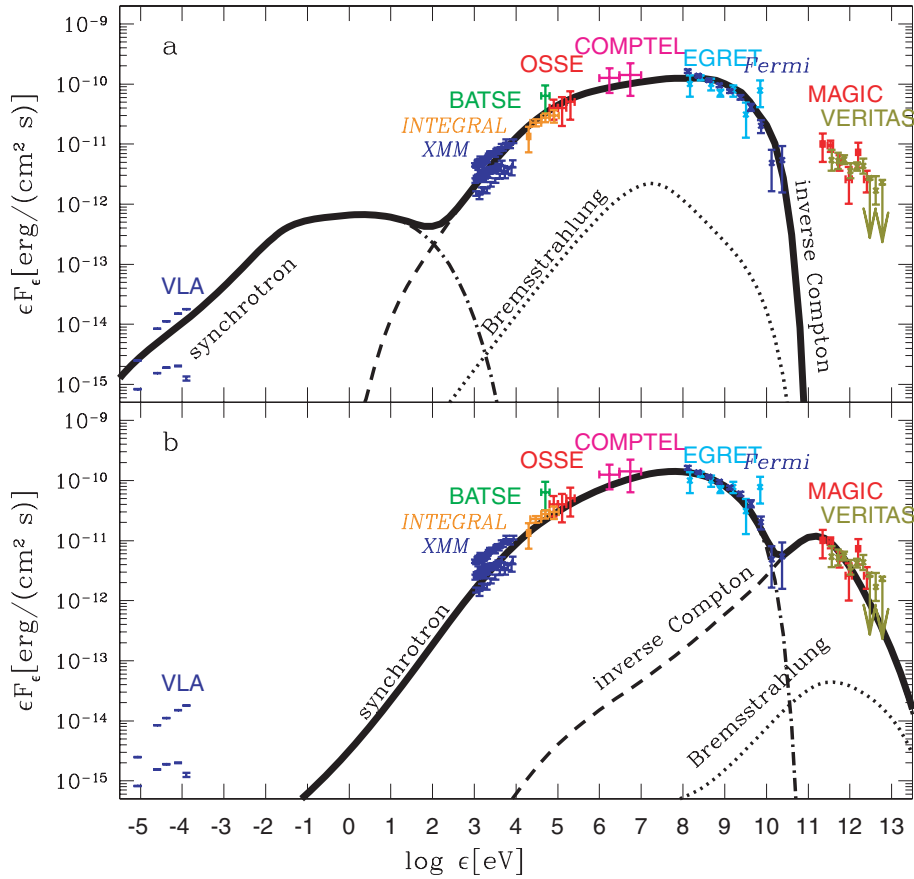 a
10⁻⁹
10⁻¹⁰
10⁻¹¹
10⁻¹²
10⁻¹³
10⁻¹⁴
10⁻¹⁵
ϵFϵ[erg/(cm² s)]
VLA
synchrotron
XMM
INTEGRAL
BATSE
OSSE
COMPTEL
EGRET
Fermi
MAGIC
VERITAS
Bremsstrahlung
inverse Compton
b
10⁻⁹
10⁻¹⁰
10⁻¹¹
10⁻¹²
10⁻¹³
10⁻¹⁴
10⁻¹⁵
ϵFϵ[erg/(cm² s)]
VLA
synchrotron
XMM
INTEGRAL
BATSE
OSSE
COMPTEL
EGRET
Fermi
MAGIC
VERITAS
inverse Compton
Bremsstrahlung
-5 -4 -3 -2 -1 0 1 2 3 4 5 6 7 8 9 10 11 12 13
log ϵ[eV]